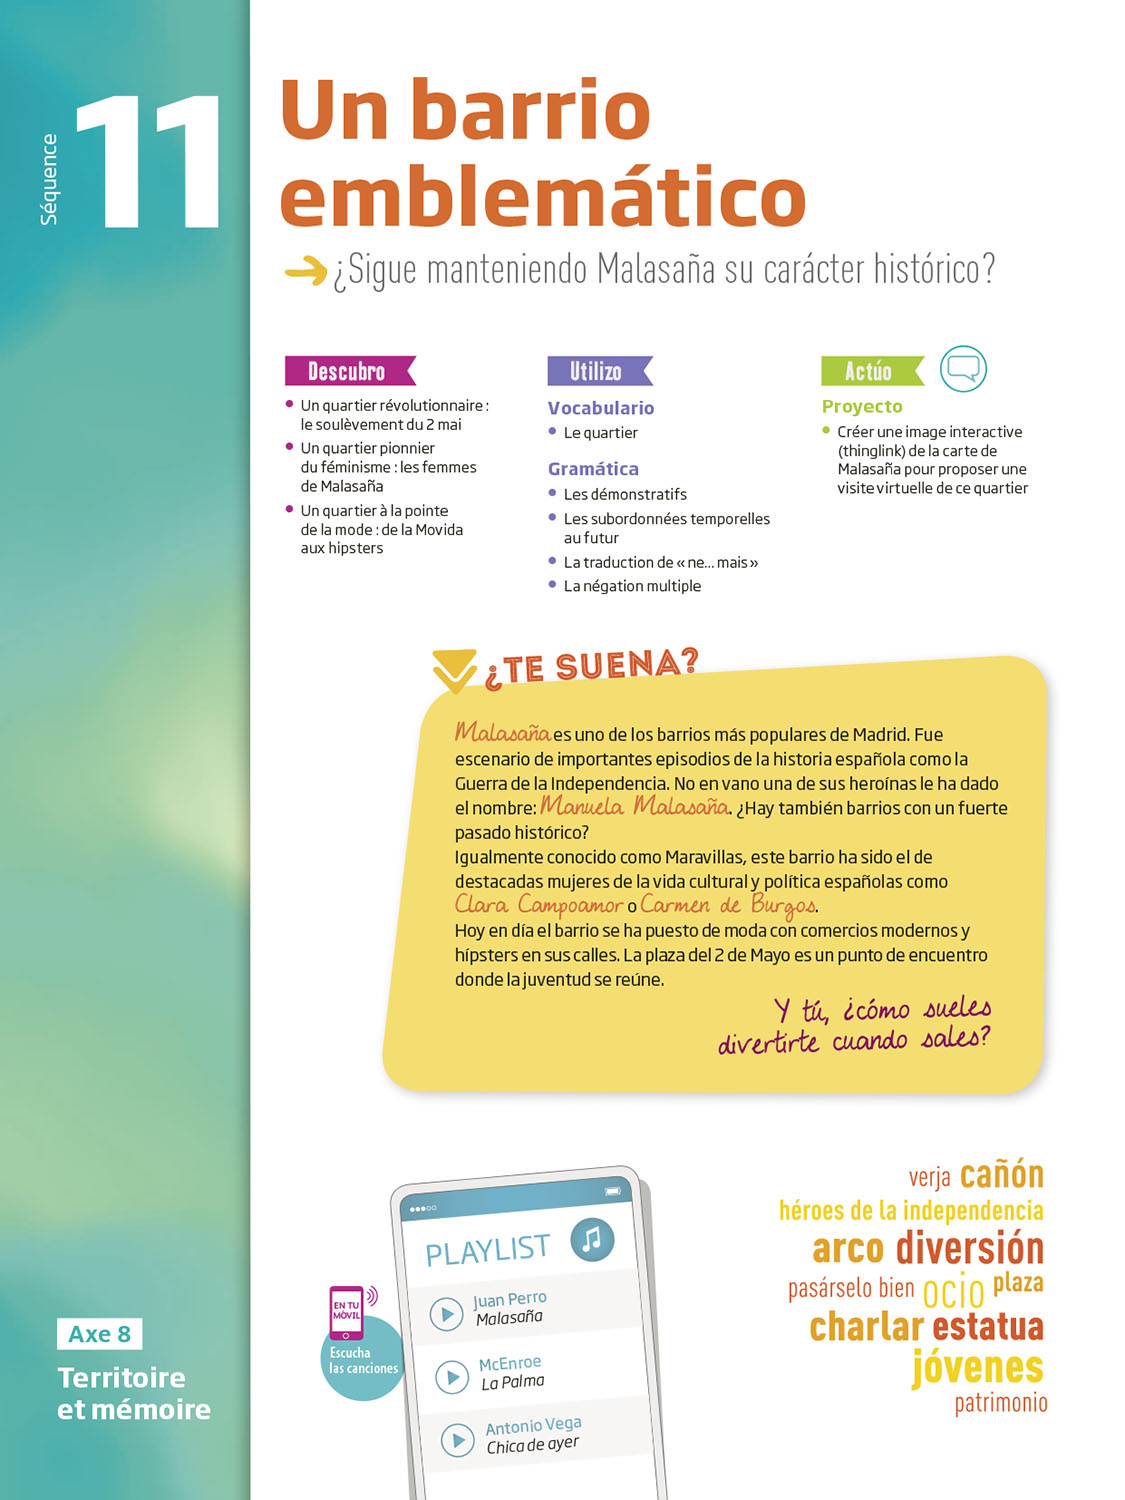 Séquence
11
Un barrio
emblemático
¿Sigue manteniendo Malasaña su carácter histórico?
Descubro
• Un quartier révolutionnaire :
le soulèvement du 2 mai
• Un quartier pionnier
du féminisme : les femmes
de Malasaña
• Un quartier à la pointe
de la mode : de la Movida
aux hipsters
Utilizo
Vocabulario
• Le quartier
Gramática
• Les démonstratifs
• Les subordonnées temporelles
au futur
• La traduction de « ne... mais »
• La négation multiple
Actúo
Proyecto
• Créer une image interactive
(thinglink) de la carte de
Malasaña pour proposer une
visite virtuelle de ce quartier
¿TE SUENA?
Malasaña es uno de los barrios más populares de Madrid. Fue
escenario de importantes episodios de la historia española como la
Guerra de la Independencia. No en vano una de sus heroínas le ha dado
el nombre: Manuela Malasaña. ¿Hay también barrios con un fuerte
pasado histórico?
Igualmente conocido como Maravillas, este barrio ha sido el de
destacadas mujeres de la vida cultural y política españolas como
Clara Campoamor o Carmen de Burgos.
Hoy en día el barrio se ha puesto de moda con comercios modernos y
hípsters en sus calles. La plaza del 2 de Mayo es un punto de encuentro
donde la juventud se reúne.
Y tú, ¿cómo sueles
divertirte cuando sales?
EN TU
MÓVIL
Escucha
las canciones
PLAYLIST
Juan Perro
Malasaña
McEnroe
La Palma
Antonio Vega
Chica de ayer
verja cañón
héroes de la independencia
arco diversión
pasárselo bien ocio plaza
charlar estatua
jóvenes
patrimonio
Axe 8
Territoire
et mémoire